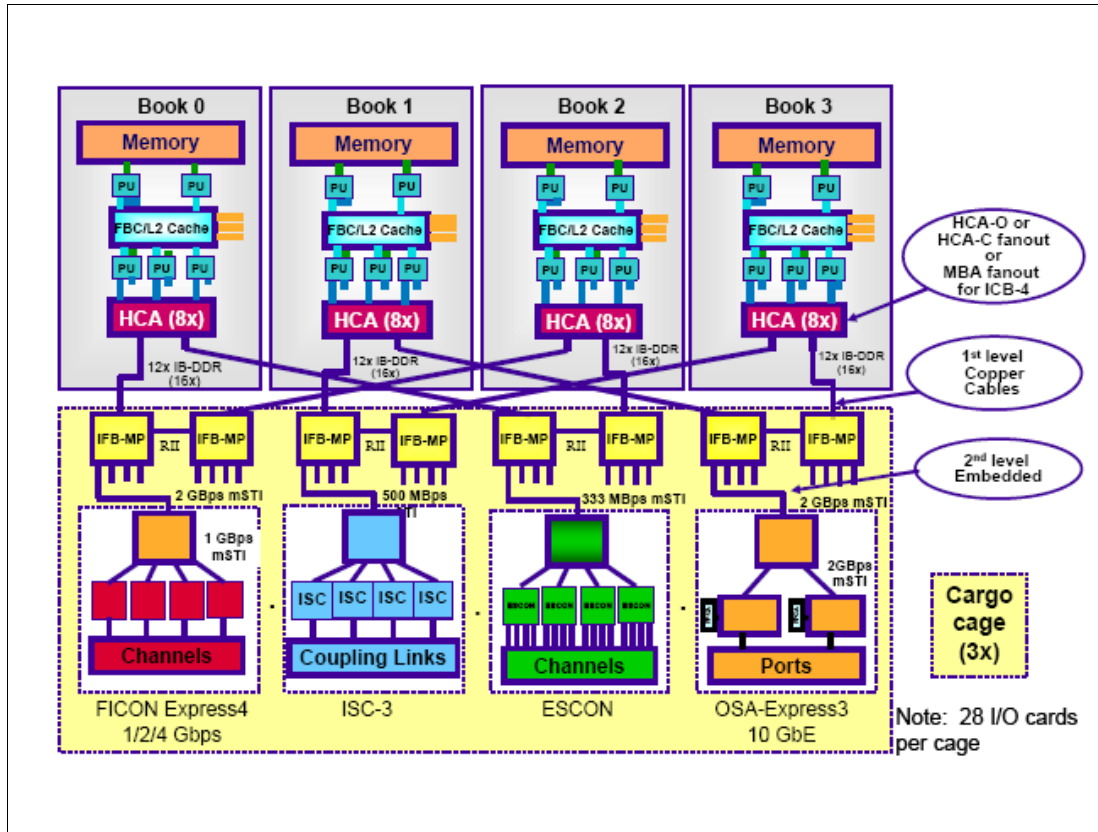 Book 0
Book 1
Book 2
Book 3
Memory
Memory
Memory
Memory
PU
PU
PU
PU
PU
PU
PU
PU
FBC/L2 Cache
FBC/L2 Cache
FBC/L2 Cache
FBC/L2 Cache
PU
PU
PU
PU
PU
PU
PU
PU
PU
PU
PU
PU
HCA (8x)
HCA (8x)
HCA (8x)
HCA (8x)
HCA-O or
HCA-C fanout
or
MBA fanout
for ICB-4
12x IB-DDR
(16x)
12x IB-DDR
(16x)
12x IB-DDR
(16x)
12x IB-DDR
(16x)
1st level
Copper
Cables
IFB-MP
RII
IFB-MP
IFB-MP
RII
IFB-MP
IFB-MP
RII
IFB-MP
IFB-MP
RII
IFB-MP
2nd level
Embedded
2 GBps mSTI
500 MBps
TI
333 MBps mSTI
2 GBps mSTI
1 GBps
mSTI
2GBps
mSTI
ISC
ISC
ISC
ISC
ESCON
ESCON
ESCON
ESCON
Channels
Coupling Links
Channels
Ports
Cargo
cage
(3x)
FICON Express4
1/2/4 Gbps
ISC-3
ESCON
OSA-Express3
10 GbE
Note: 28 I/O cards
per cage